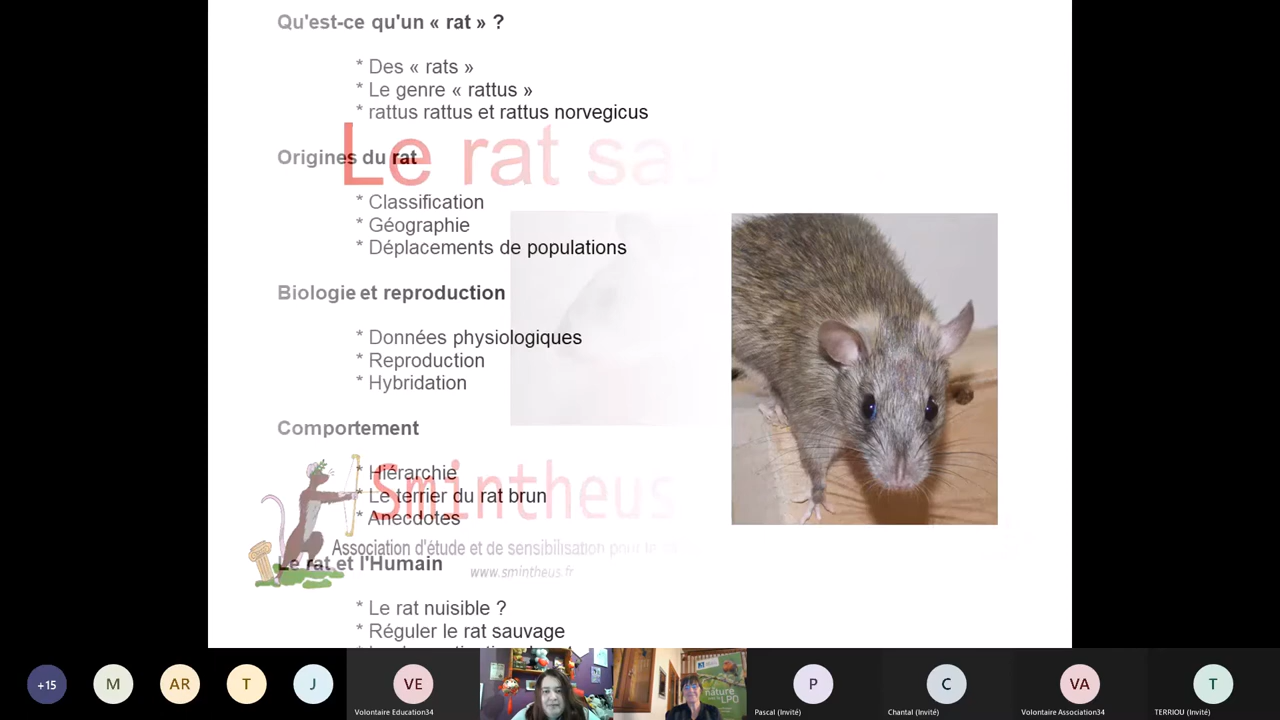 Qu'est-ce qu'un « rat » ?
* Des « rats »
* Le genre « rattus »
* rattus rattus et rattus norvegicus
Le rat sau
Origines du rat
* Classification
* Géographie
* Déplacements de populations
Biologie et reproduction
* Données physiologiques
* Reproduction
* Hybridation
Comportement
* Hiérarchie
Smintheus
* Le terrier du rat brun
* Anecdotes
Association d'étude et de sensibilisation pour le
Le rat et l'Humain
www.smintheus.fr
* Le rat nuisible ?
* Réguler le rat sauvage
+15
M
AR
T
J
VE
Volontaire Education34
nature
LPO
P
Pascal (Invité)
C
Chantal (Invité)
VA
Volontaire Association34
T
TERRIOU (Invité)